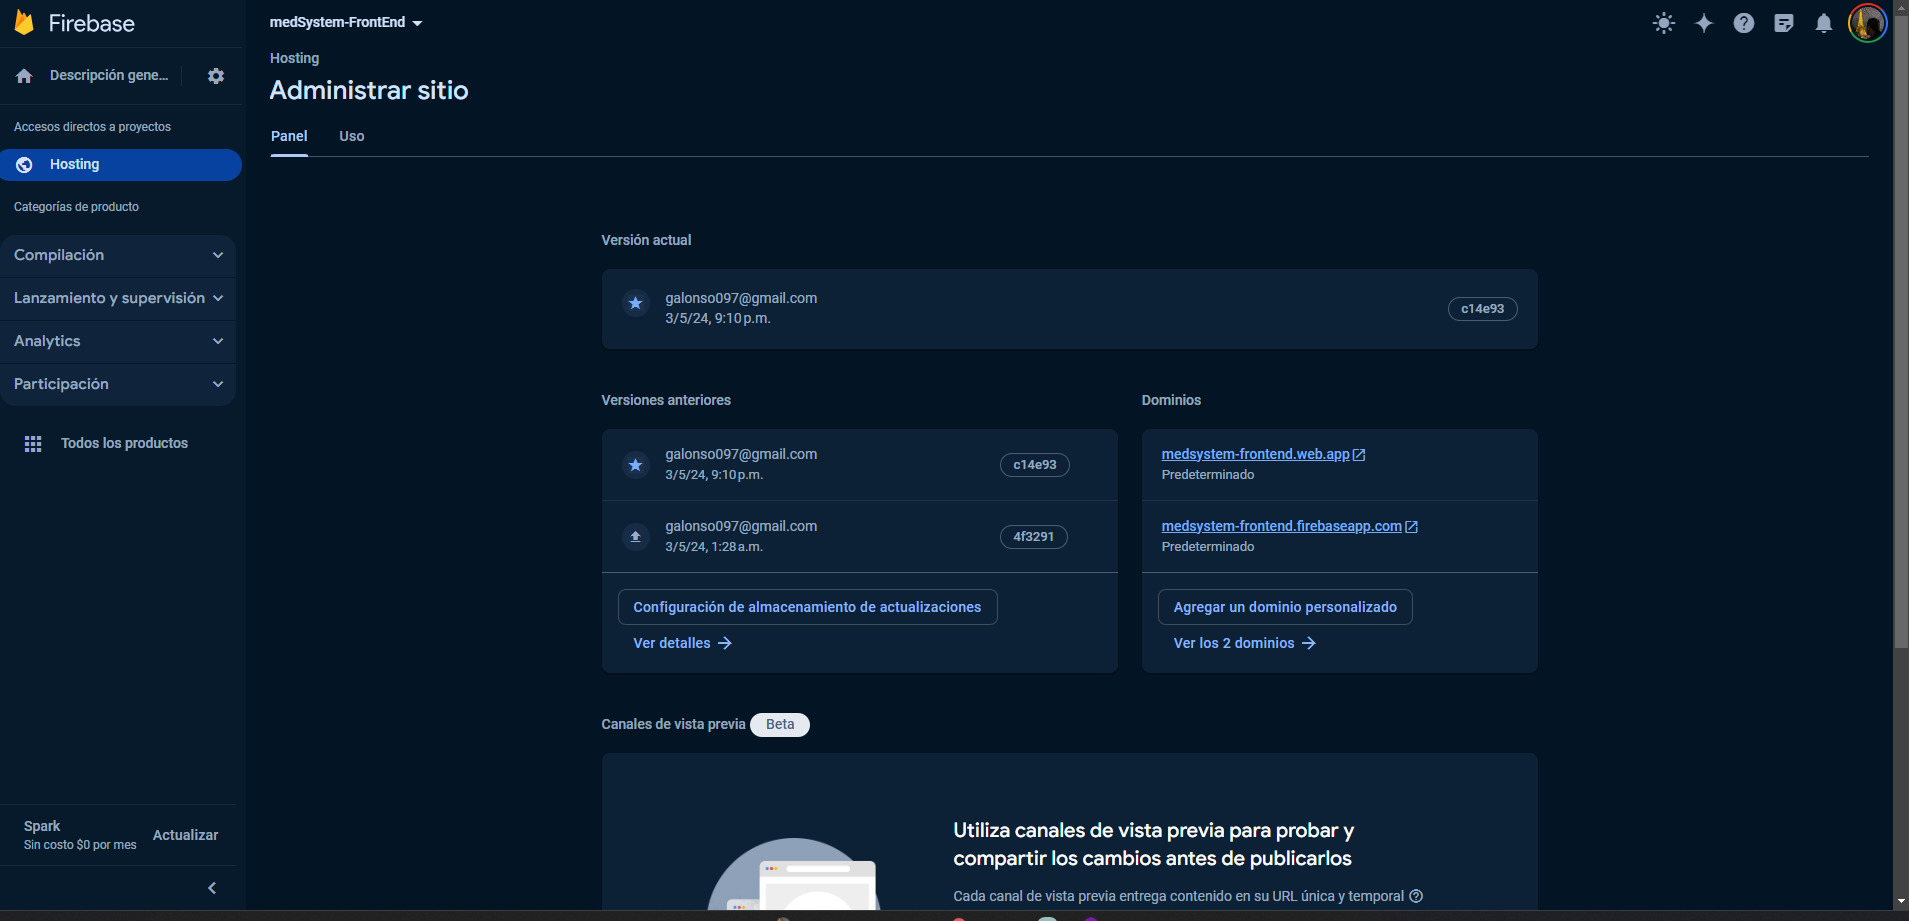 Firebase
Descripción gene...
Accesos directos a proyectos
Hosting
Categorías de producto
Compilación
Lanzamiento y supervisión
Analytics
Participación
Todos los productos
Spark
Sin costo $0 por mes
Actualizar
medSystem-FrontEnd
Hosting
Administrar sitio
Panel
Uso
Versión actual
galonso097@gmail.com
3/5/24, 9:10 p.m.
c14e93
Versiones anteriores
galonso097@gmail.com
3/5/24, 9:10 p.m.
c14e93
galonso097@gmail.com
3/5/24, 1:28 a.m.
4f3291
Configuración de almacenamiento de actualizaciones
Ver detalles
Dominios
medsystem-frontend.web.app
Predeterminado
medsystem-frontend.firebaseapp.com
Predeterminado
Agregar un dominio personalizado
Ver los 2 dominios
Canales de vista previa
Beta
Utiliza canales de vista previa para probar y
compartir los cambios antes de publicarlos
Cada canal de vista previa entrega contenido en su URL única y temporal